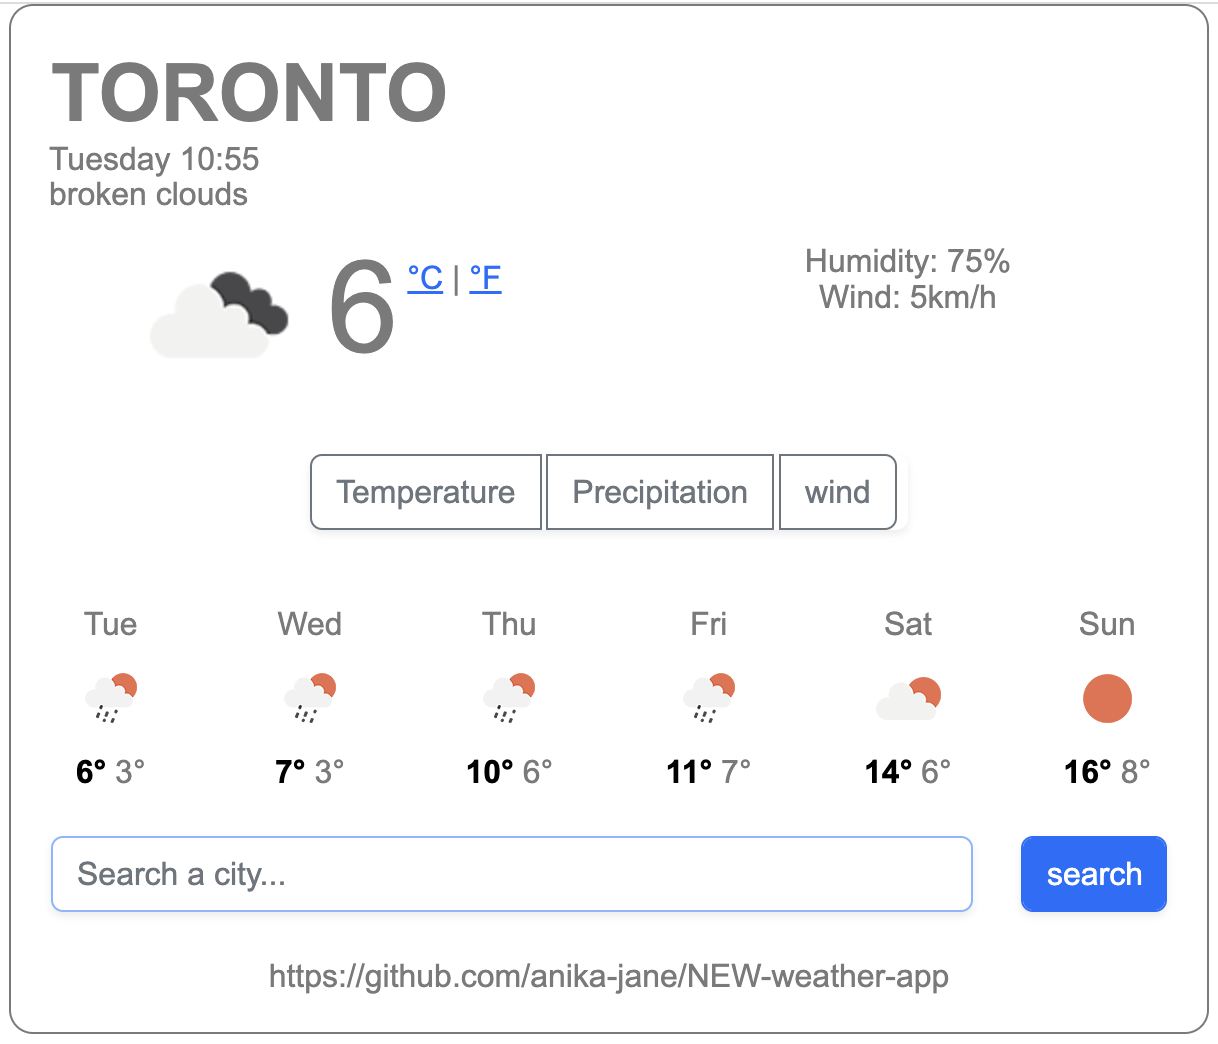 TORONTO
Tuesday 10:55
broken clouds
6 °C | °F
Humidity: 75%
Wind: 5km/h
Temperature Precipitation wind
Tue Wed Thu Fri Sat Sun
6° 3° 7° 3° 10° 6° 11° 7° 14° 6° 16° 8°
Search a city... search
https://github.com/anika-jane/NEW-weather-app